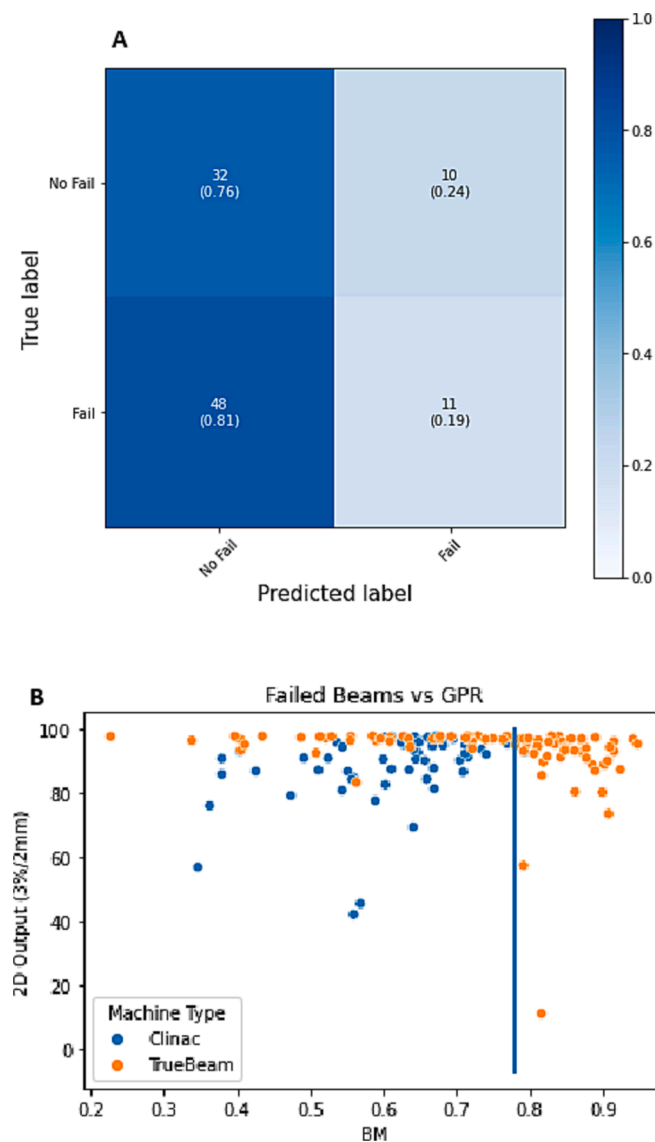 A
No Fail
Fail
True label
32
(0.76)
10
(0.24)
48
(0.81)
11
(0.19)
No Fail
Fail
Predicted label
1.0
0.8
0.6
0.4
0.2
0.0
B
Failed Beams vs GPR
2D Output (3%/2mm)
100
80
60
40
20
0
Machine Type
Clinac
TrueBeam
0.2 0.3 0.4 0.5 0.6 0.7 0.8 0.9
BM